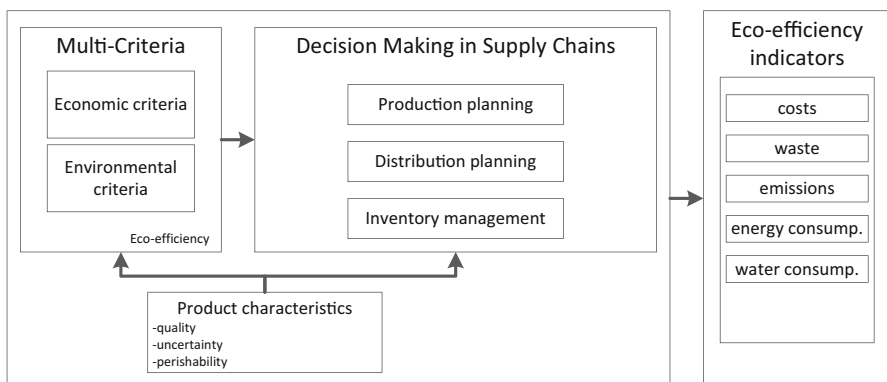 Multi-Criteria
Economic criteria
Environmental
criteria
Eco-efficiency
Decision Making in Supply Chains
Production planning
Distribution planning
Inventory management
Product characteristics
-quality
-uncertainty
-perishability
Eco-efficiency
indicators
costs
waste
emissions
energy consump.
water consump.